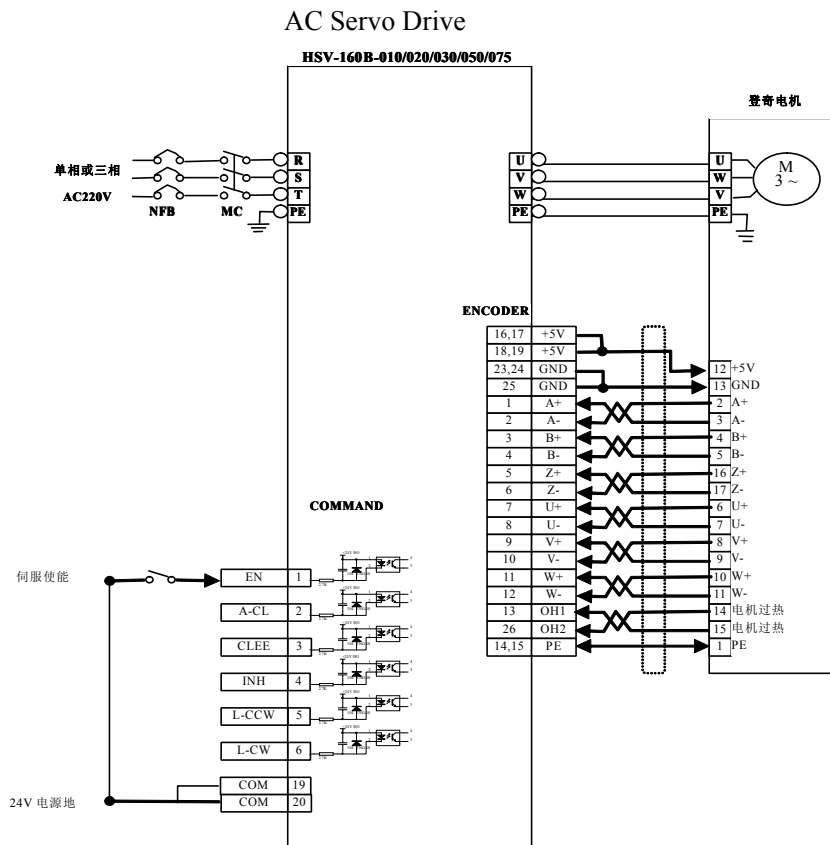 AC Servo Drive
HSV-160B-010/020/030/050/075
登奇电机
单相或三相
AC220V
NFB
MC
R
S
T
PE
U
V
W
PE
U
W
V
PE
M
3 ~
ENCODER
16,17 +5V
18,19 +5V
23,24 GND
25 GND
1 A+
2 A-
3 B+
4 B-
5 Z+
6 Z-
7 U+
8 U-
9 V+
10 V-
11 W+
12 W-
13 OH1
26 OH2
14,15 PE
12 +5V
13 GND
2 A+
3 A-
4 B+
5 B-
16 Z+
17 Z-
6 U+
7 U-
8 V+
9 V-
10 W+
11 W-
14 电机过热
15 电机过热
1 PE
COMMAND
伺服使能
EN 1
A-CL 2
CLEE 3
INH 4
L-CCW 5
L-CW 6
COM 19
COM 20
24V 电源地